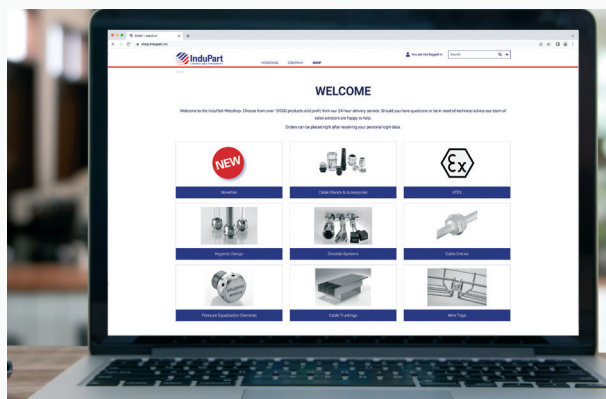 shop.indupart.ch
InduPart
You are not logged in
Search
HOMEPAGE COMPANY SHOP
WELCOME
Welcome to the InduPart Webshop. Choose from over 10'000 products and profit from our 24-hour delivery service. Should you have questions or be in need of technical advice our team of
sales advisors are happy to help.
Orders can be placed right after receiving your personal login data.
NEW
Ex
Novelties
Cable Glands & Accessories
ATEX
Hygienic Design
Divisible Systems
Cable Entries
Pressure Equalization Elements
Cable Trunkings
Wire Trays